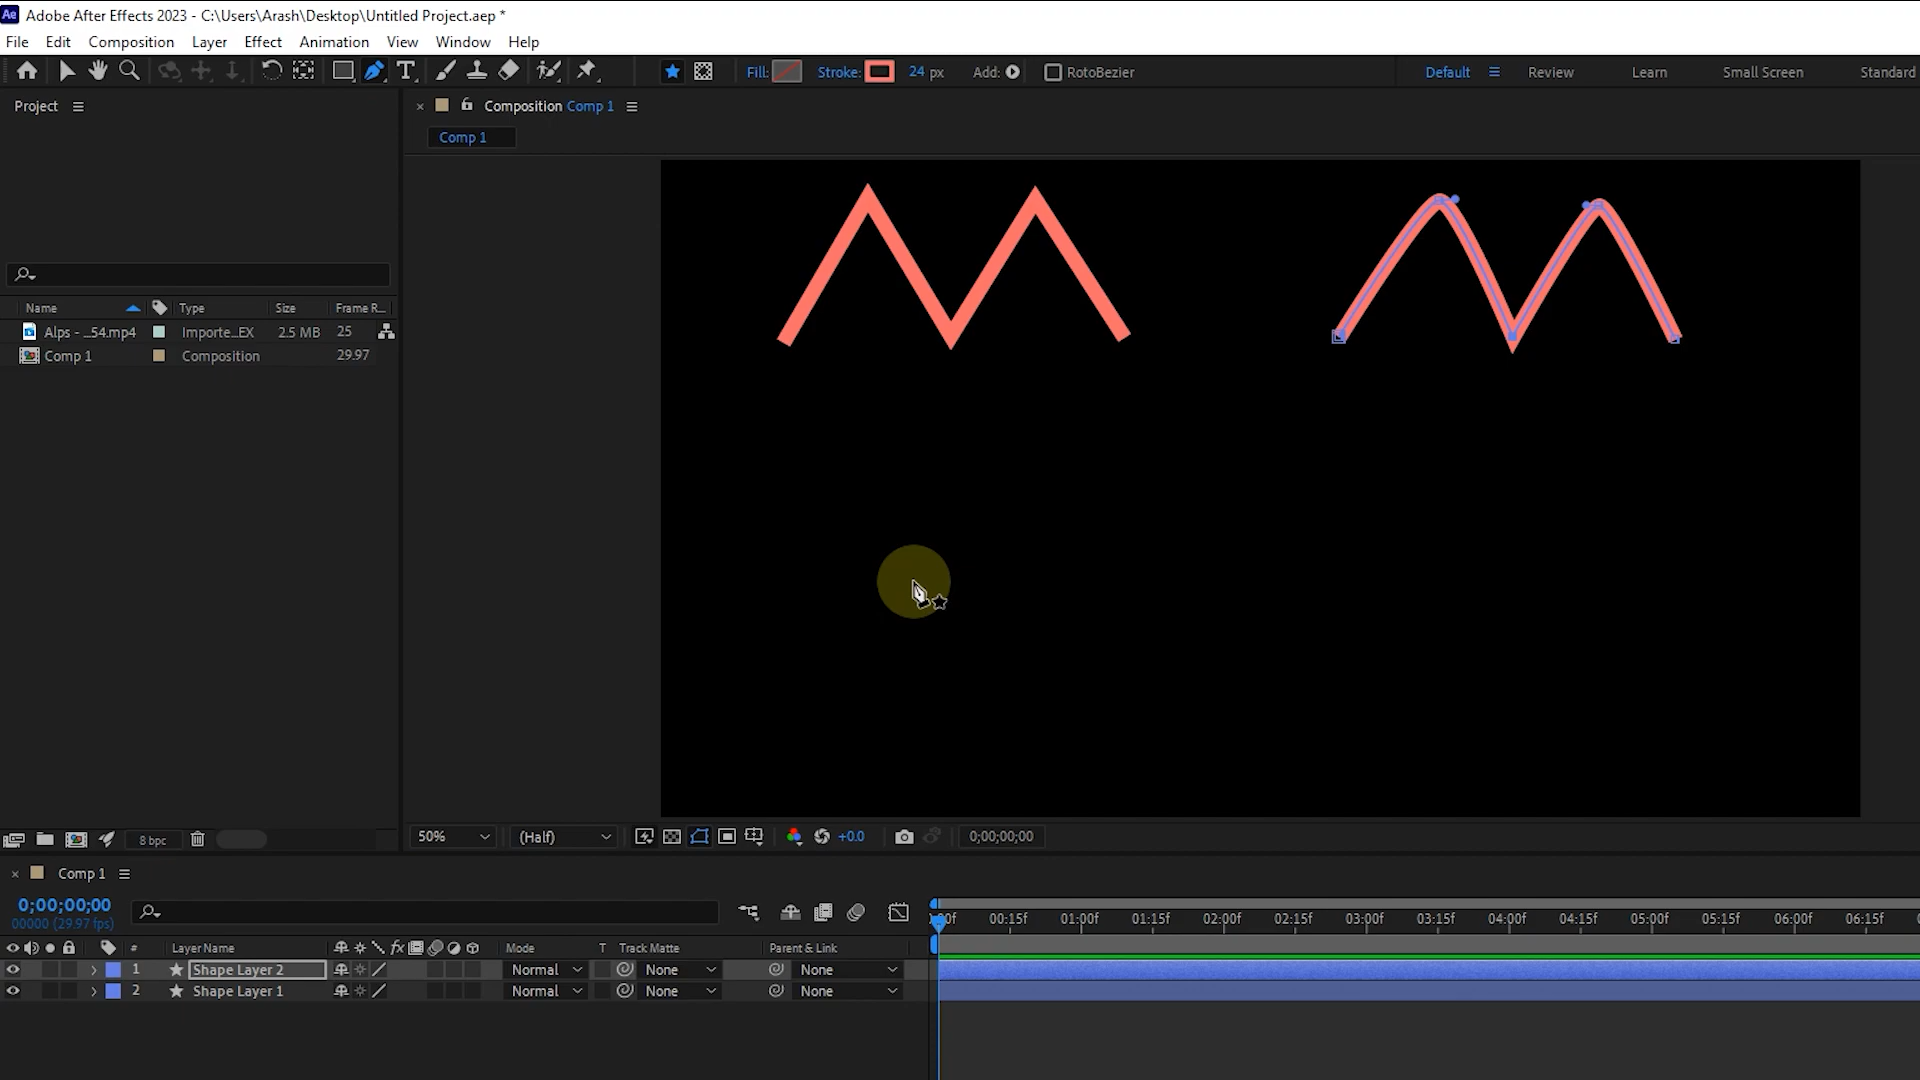 Ae Adobe After Effects 2023 - C:\Users\Arash\Desktop\Untitled Project.aep *
File Edit Composition Layer Effect Animation View Window Help
T Fill: Stroke: 24 px Add: RotoBezier Default Review Learn Small Screen Standard
Project
Composition Comp 1
Comp 1
Name Type Size Frame R...
Alps - ...54.mp4 Importe...EX 2.5 MB 25
Comp 1 Composition 29.97
8 bpc
50% (Half) +0.0 0;00;00;00
Comp 1
0;00;00;00
00000 (29.97 fps)
00f 00:15f 01:00f 01:15f 02:00f 02:15f 03:00f 03:15f 04:00f 04:15f 05:00f 05:15f 06:00f 06:15f
# Layer Name fx Mode T Track Matte Parent & Link
1 Shape Layer 2 Normal None None
2 Shape Layer 1 Normal None None